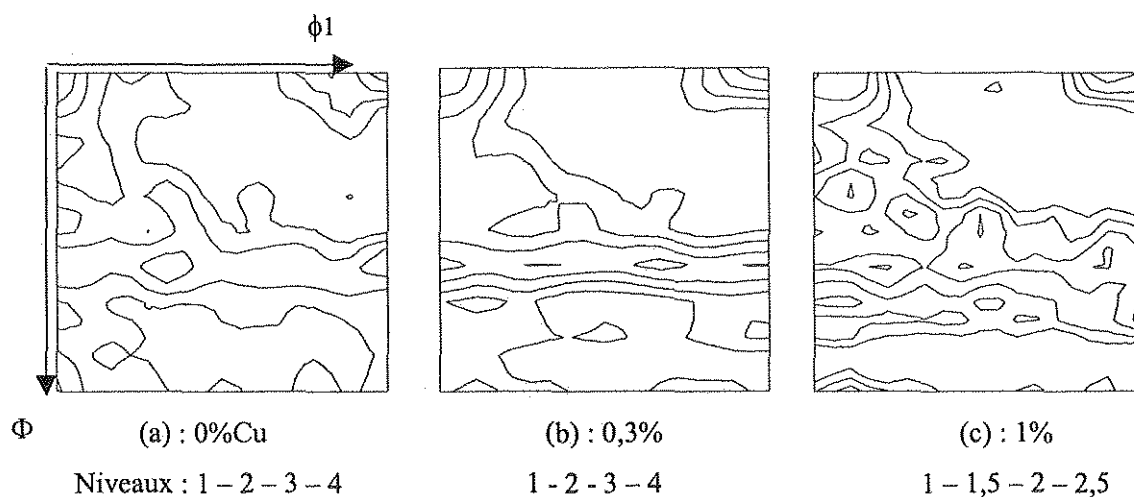 ϕ1
Φ
(a) : 0%Cu
(b) : 0,3%
(c) : 1%
Niveaux : 1 – 2 – 3 – 4
1 - 2 - 3 – 4
1 – 1,5 – 2 – 2,5